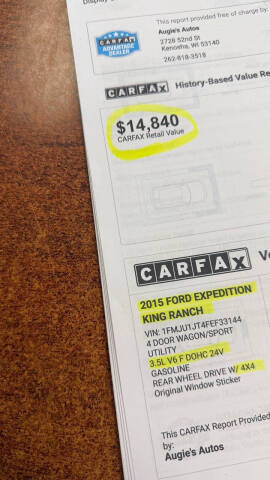 This report provided free of charge by:
Augie's Autos
2726 52nd St
Kenosha, WI 53140
262-818-3518
CARFAX
ADVANTAGE
DEALER
CARFAX History-Based Value Re
$14,840
CARFAX Retail Value
CARFAX
2015 FORD EXPEDITION
KING RANCH
VIN: 1FMJU1JT4FEF33144
4 DOOR WAGON/SPORT
UTILITY
3.5L V6 F DOHC 24V
GASOLINE
REAR WHEEL DRIVE W/ 4X4
Original Window Sticker
This CARFAX Report Provided
by:
Augie's Autos